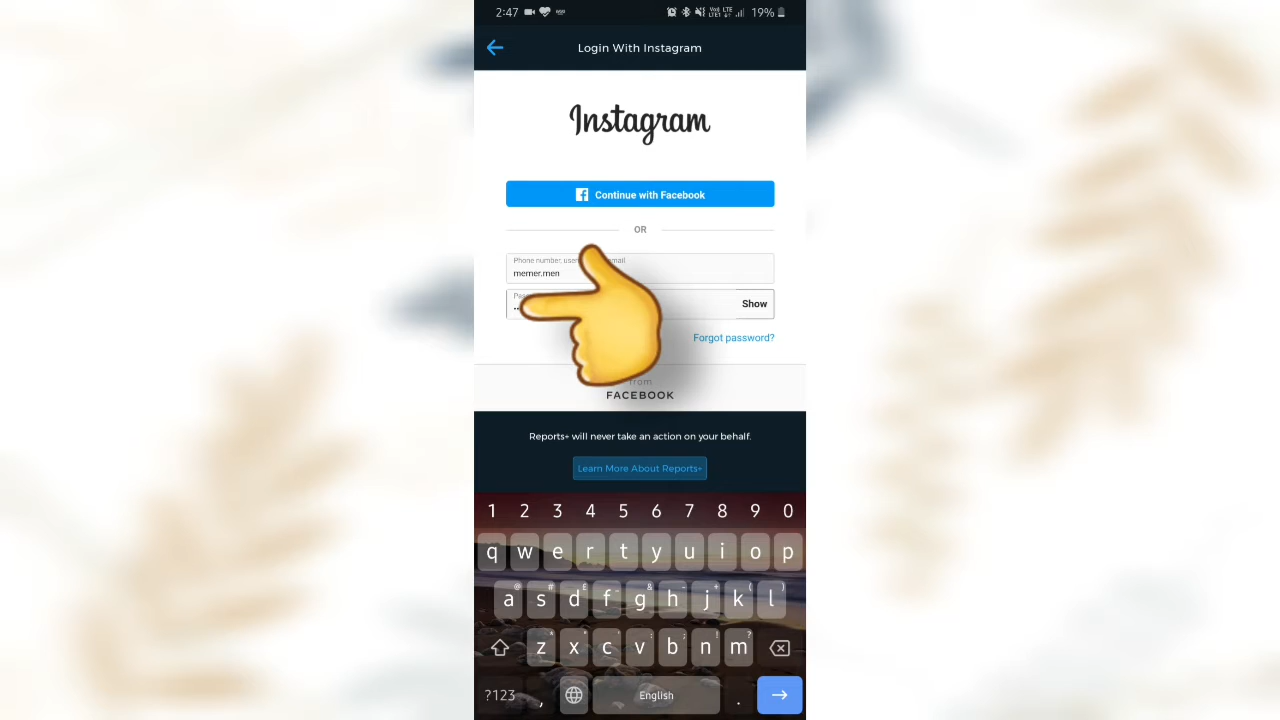 2:47 19%
Login With Instagram
Instagram
Continue with Facebook
OR
Phone number, email
memer.men
Show
Forgot password?
from
FACEBOOK
Reports+ will never take an action on your behalf.
Learn More About Reports+
1 2 3 4 5 6 7 8 9 0
q w e r t y u i o p
a s d f g h j k l
z x c v b n m
?123 , English .